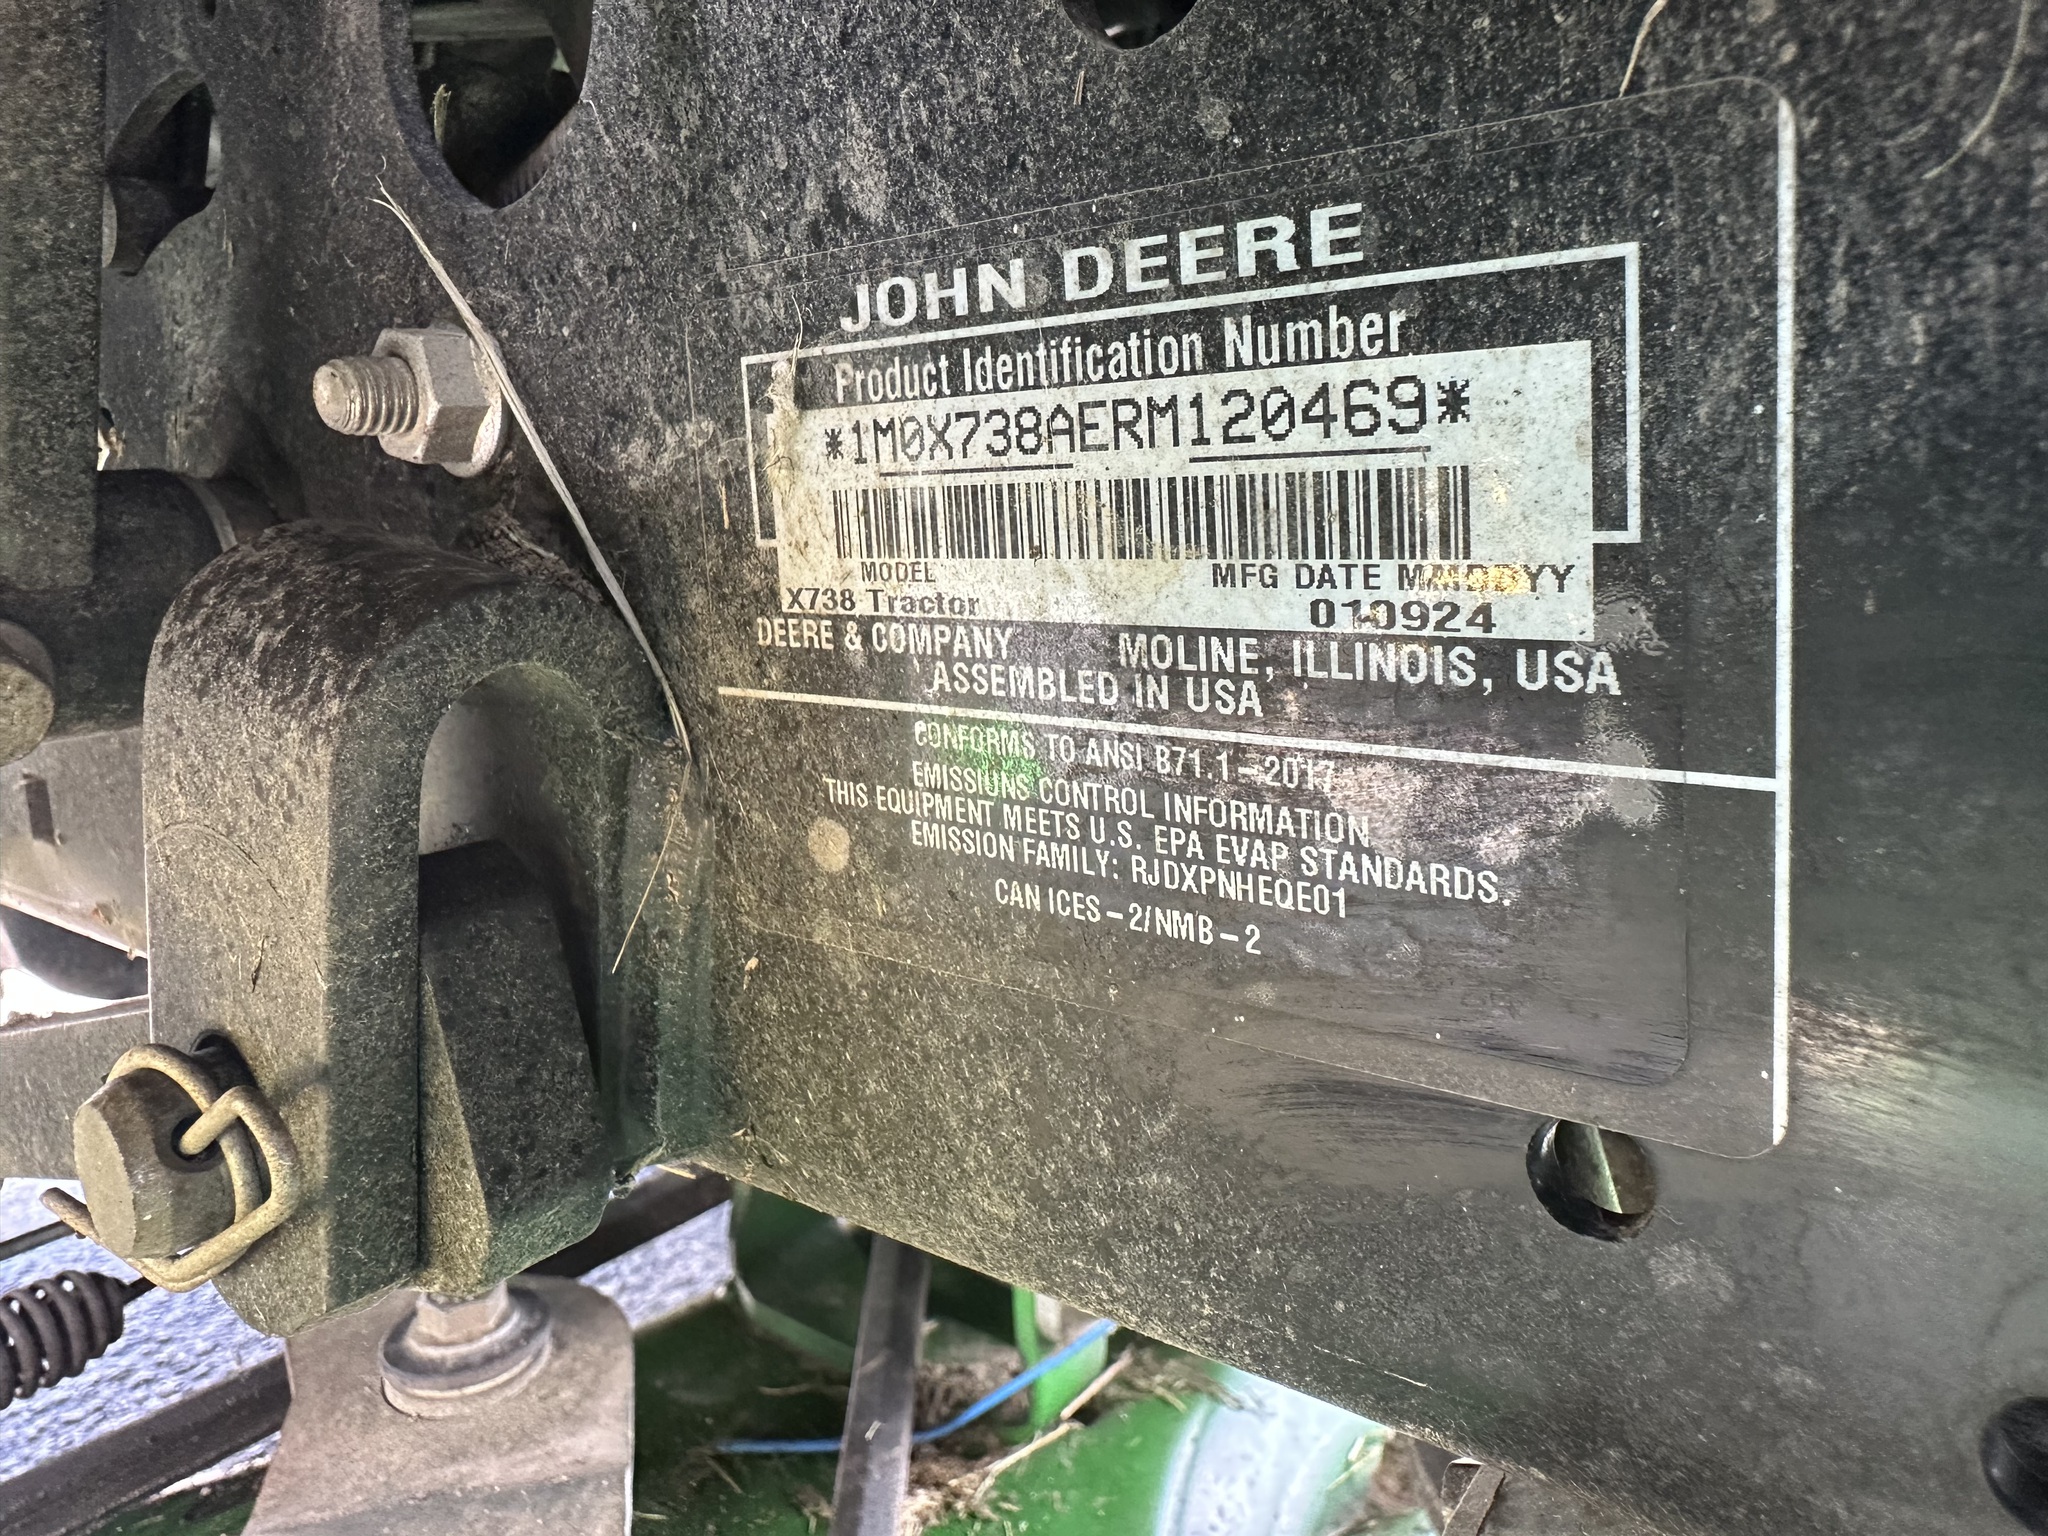 JOHN DEERE
Product Identification Number
*1M0X738AERM120469*
MODEL MFG DATE MMDDYY
X738 Tractor 010924
DEERE & COMPANY MOLINE, ILLINOIS, USA
ASSEMBLED IN USA
CONFORMS TO ANSI B71.1-2017
EMISSIONS CONTROL INFORMATION
THIS EQUIPMENT MEETS U.S. EPA EVAP STANDARDS.
EMISSION FAMILY: RJDXPNHEQE01
CAN ICES-2/NMB-2